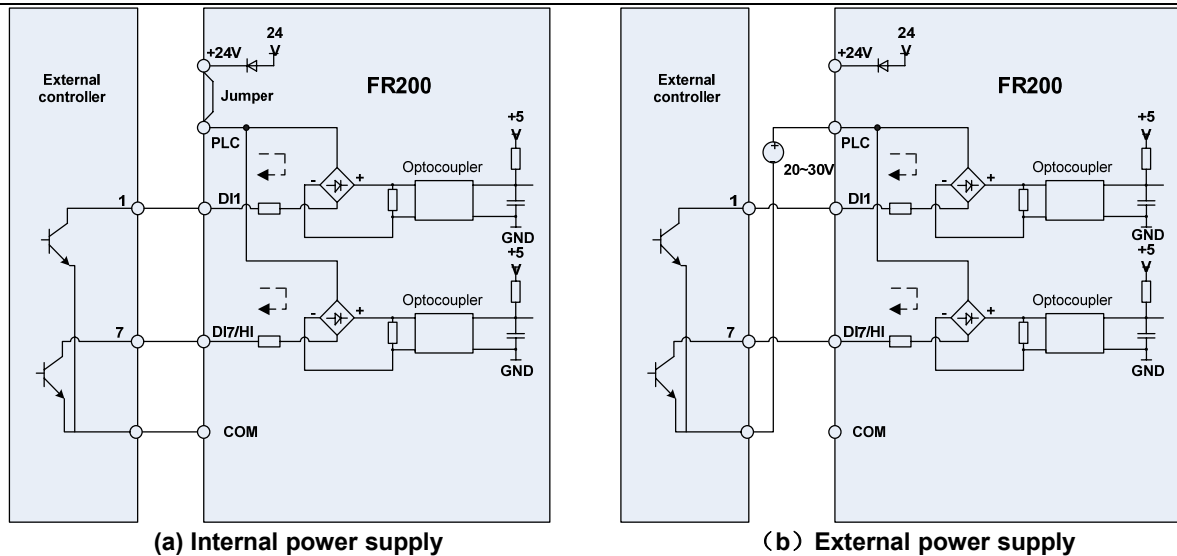 24
V
+24V
External
controller
FR200
Jumper
+5
V
PLC
Optocoupler
-
+
1
DI1
GND
+5
V
Optocoupler
-
+
7
DI7/HI
GND
COM
(a) Internal power supply
24
V
+24V
External
controller
FR200
+5
V
PLC
+
20~30V
Optocoupler
-
+
1
DI1
GND
+5
V
Optocoupler
-
+
7
DI7/HI
GND
COM
（b）External power supply